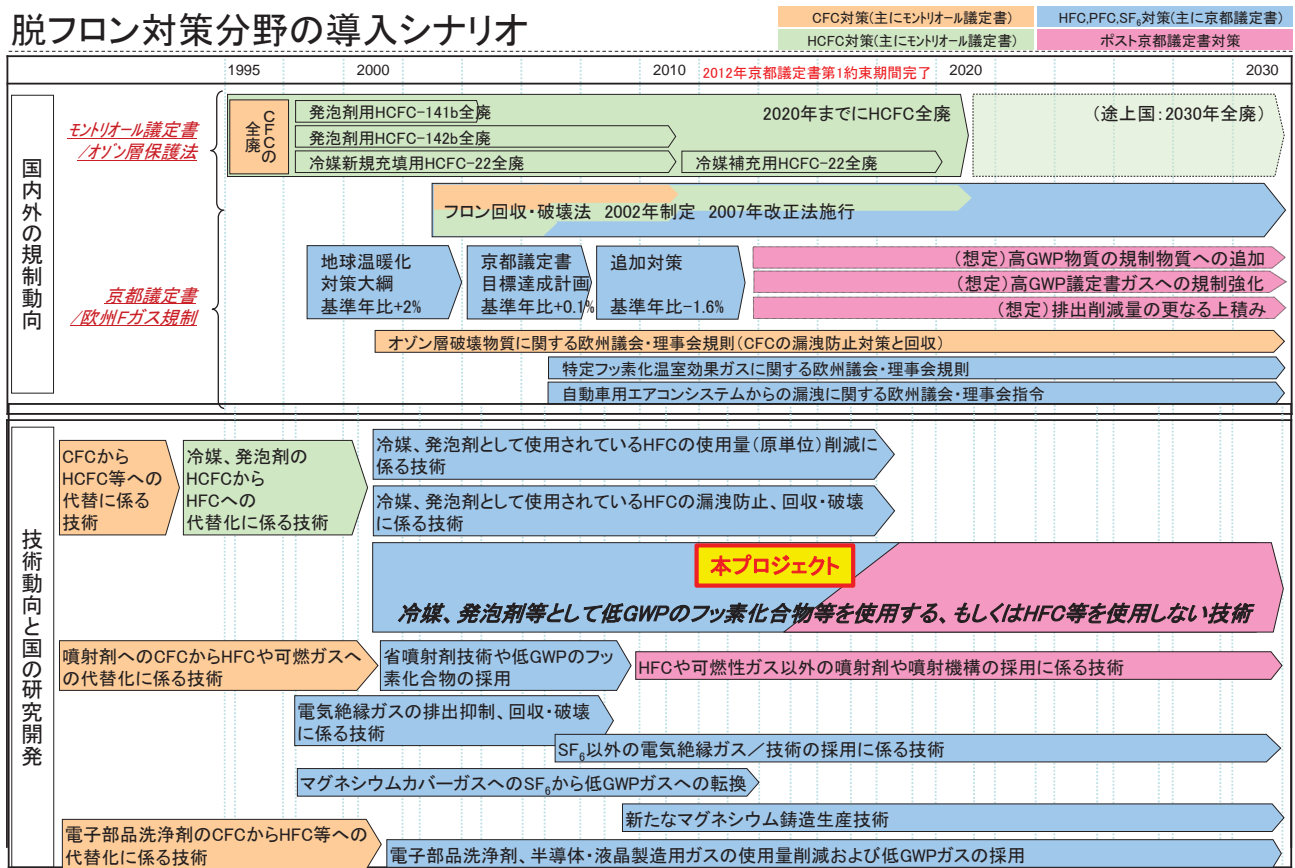 脱フロン対策分野の導入シナリオ
CFC対策(主にモントリオール議定書)
HFC,PFC,SF6対策(主に京都議定書)
HCFC対策(主にモントリオール議定書)
ポスト京都議定書対策
1995
2000
2010
2012年京都議定書第1約束期間完了
2020
2030
国内外の規制動向
モントリオール議定書
/オゾン層保護法
CFCの
全廃
発泡剤用HCFC-141b全廃
発泡剤用HCFC-142b全廃
冷媒新規充填用HCFC-22全廃
冷媒補充用HCFC-22全廃
2020年までにHCFC全廃
(途上国:2030年全廃)
フロン回収・破壊法 2002年制定 2007年改正法施行
京都議定書
/欧州Fガス規制
地球温暖化
対策大綱
基準年比+2%
京都議定書
目標達成計画
基準年比+0.1%
追加対策
基準年比-1.6%
(想定)高GWP物質の規制物質への追加
(想定)高GWP議定書ガスへの規制強化
(想定)排出削減量の更なる上積み
オゾン層破壊物質に関する欧州議会・理事会規則(CFCの漏洩防止対策と回収)
特定フッ素化温室効果ガスに関する欧州議会・理事会規則
自動車用エアコンシステムからの漏洩に関する欧州議会・理事会指令
技術動向と国の研究開発
CFCから
HCFC等への
代替に係る
技術
冷媒、発泡剤の
HCFCから
HFCへの
代替化に係る技術
冷媒、発泡剤として使用されているHFCの使用量(原単位)削減に
係る技術
冷媒、発泡剤として使用されているHFCの漏洩防止、回収・破壊
に係る技術
本プロジェクト
冷媒、発泡剤等として低GWPのフッ素化合物等を使用する、もしくはHFC等を使用しない技術
噴射剤へのCFCからHFCや可燃ガスへ
の代替化に係る技術
省噴射剤技術や低GWPのフッ
素化合物の採用
HFCや可燃性ガス以外の噴射剤や噴射機構の採用に係る技術
電気絶縁ガスの排出抑制、回収・破壊
に係る技術
SF6以外の電気絶縁ガス/技術の採用に係る技術
マグネシウムカバーガスへのSF6から低GWPガスへの転換
新たなマグネシウム鋳造生産技術
電子部品洗浄剤のCFCからHFC等への
代替化に係る技術
電子部品洗浄剤、半導体・液晶製造用ガスの使用量削減および低GWPガスの採用